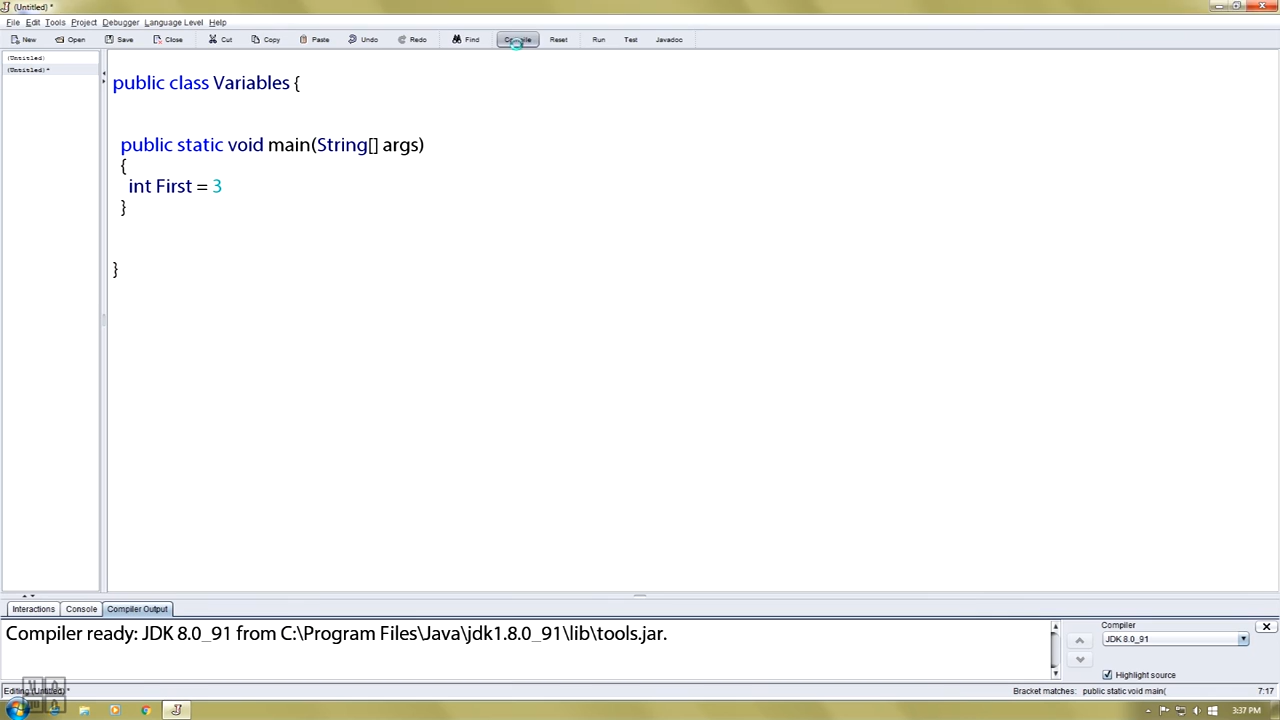 (Untitled) *
File Edit Tools Project Debugger Language Level Help
New Open Save Close Cut Copy Paste Undo Redo Find Compile Reset Run Test Javadoc
(Untitled)
(Untitled) *
public class Variables {
public static void main(String[] args)
{
int First = 3
}
}
Interactions Console Compiler Output
Compiler ready: JDK 8.0_91 from C:\Program Files\Java\jdk1.8.0_91\lib\tools.jar.
Compiler
JDK 8.0_91
Highlight source
Editing (Untitled) * Bracket matches: public static void main( 7:17
3:37 PM